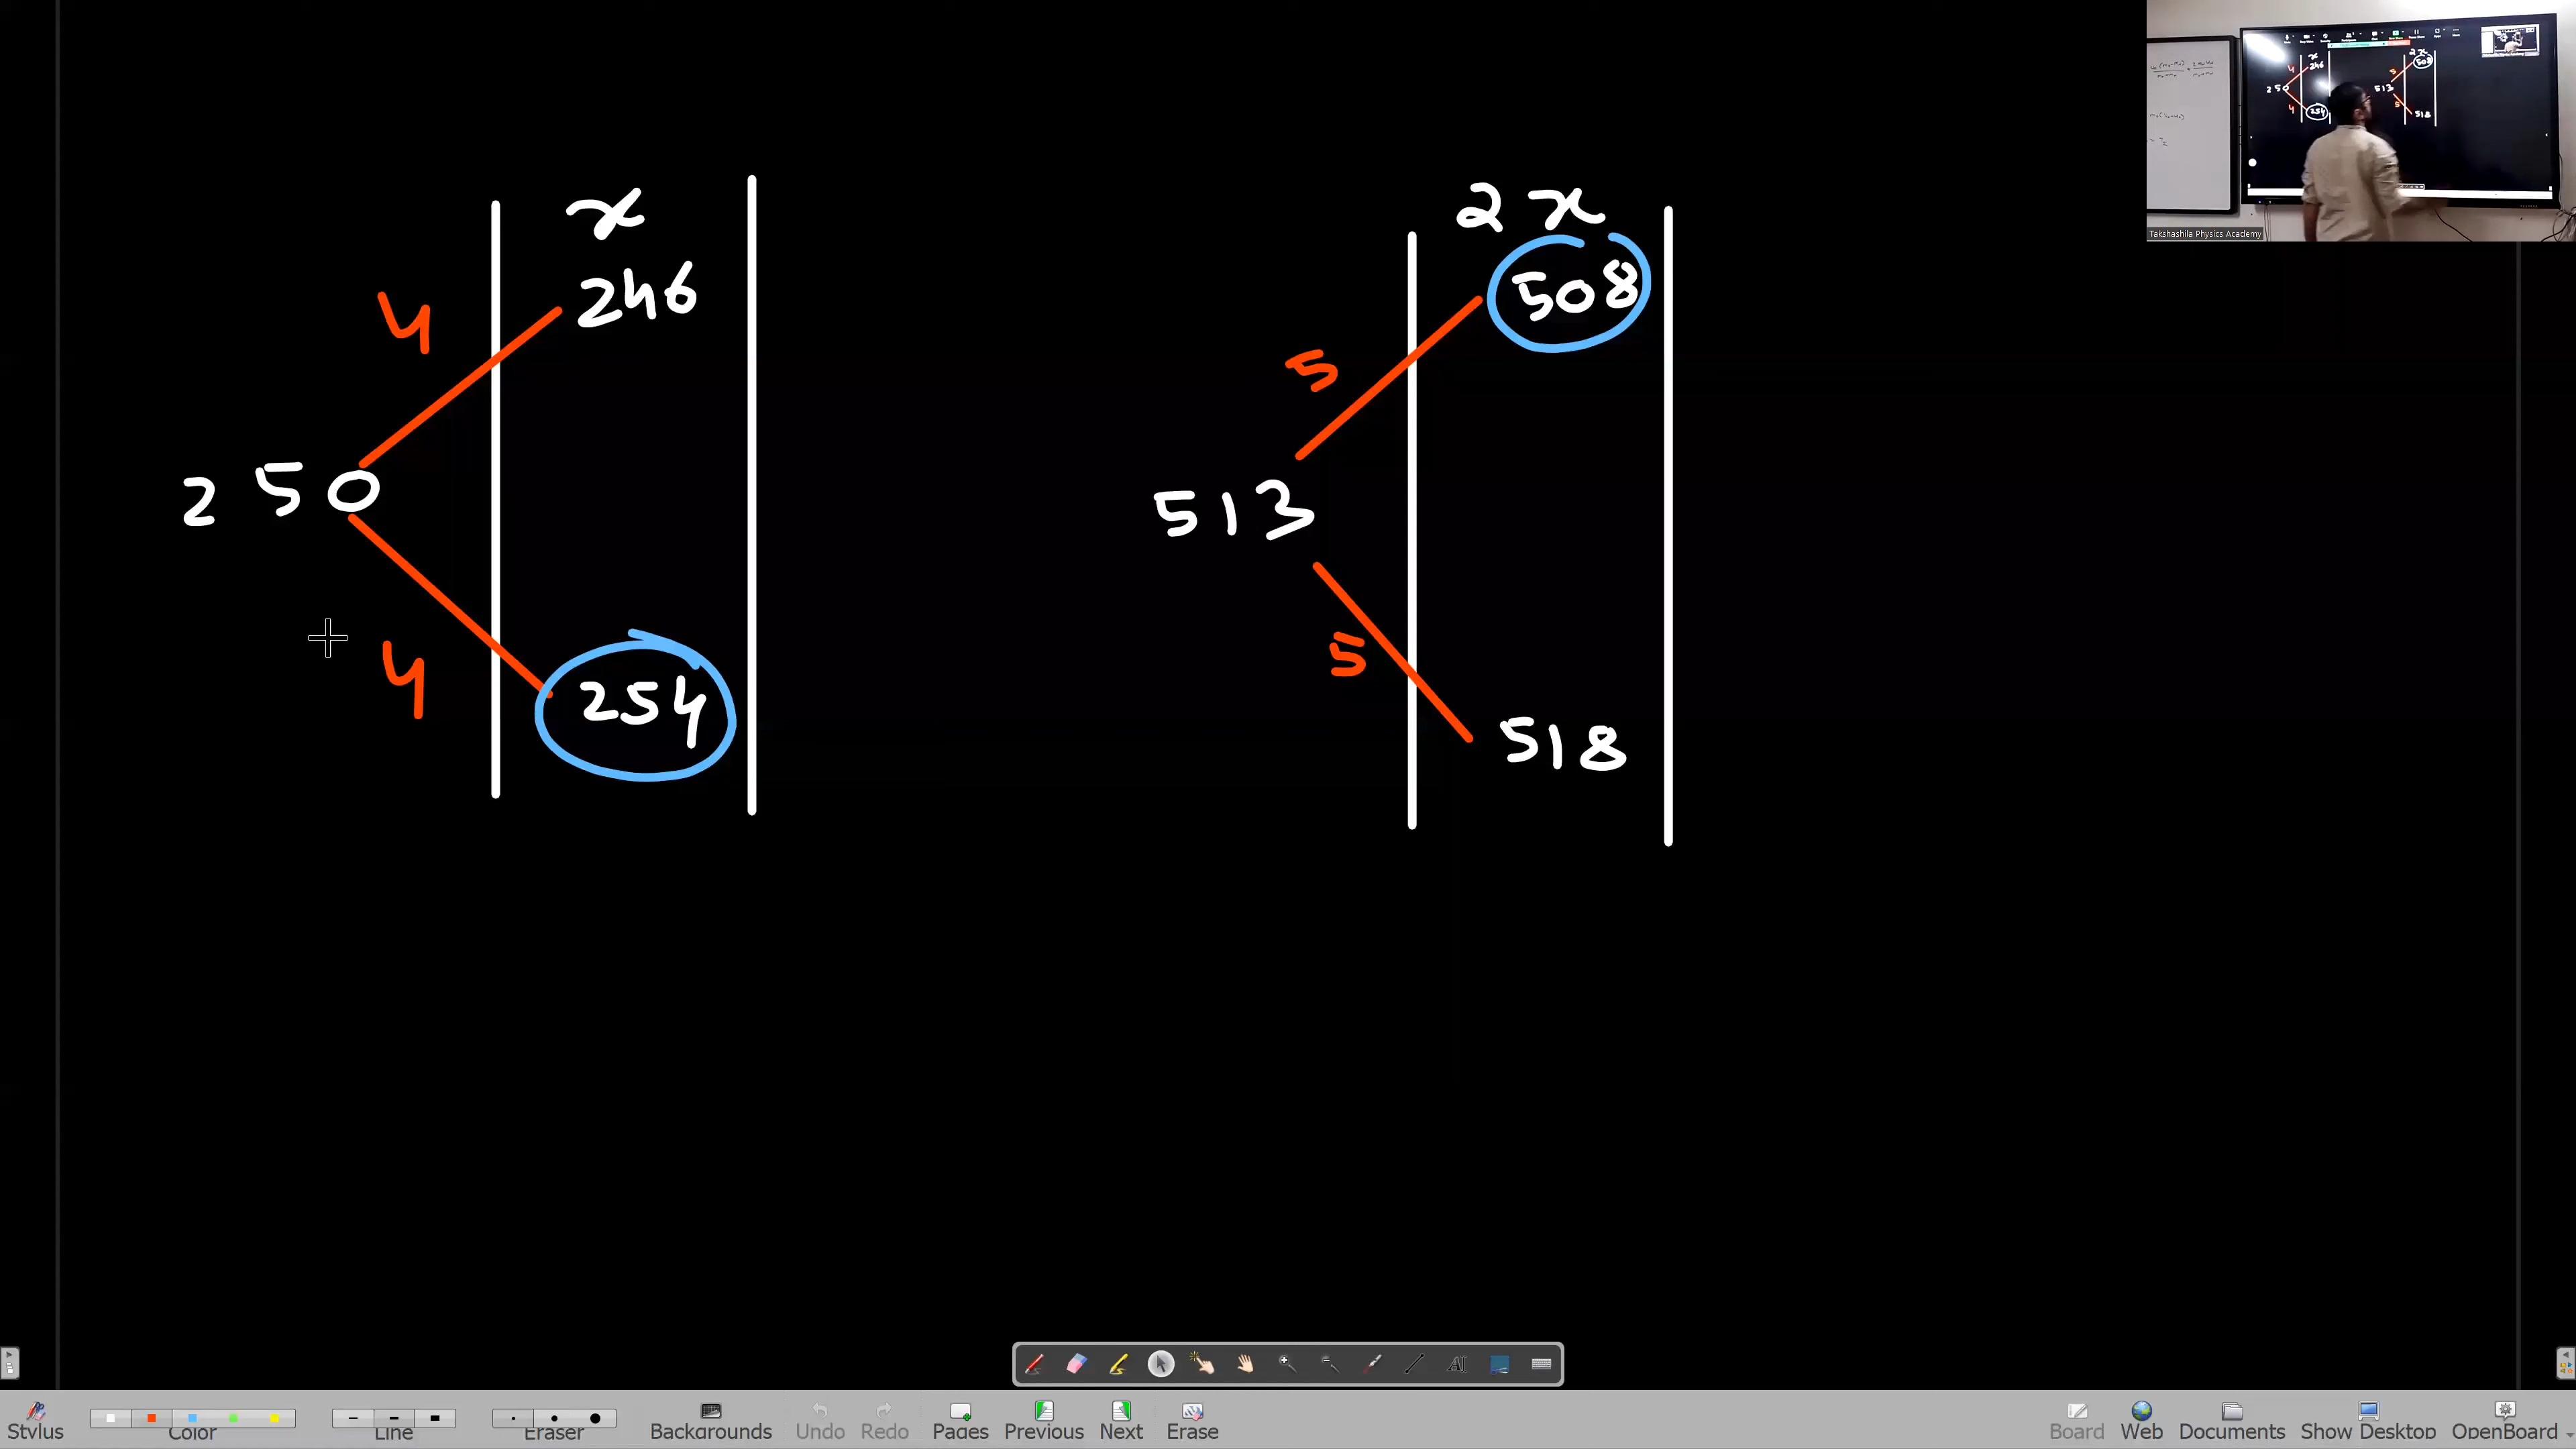 x
246
4
250
4
254
2x
508
5
513
5
518
Takshashila Physics Academy
Stylus
Color
Line
Eraser
Backgrounds
Undo
Redo
Pages
Previous
Next
Erase
Board
Web
Documents
Show Desktop
OpenBoard